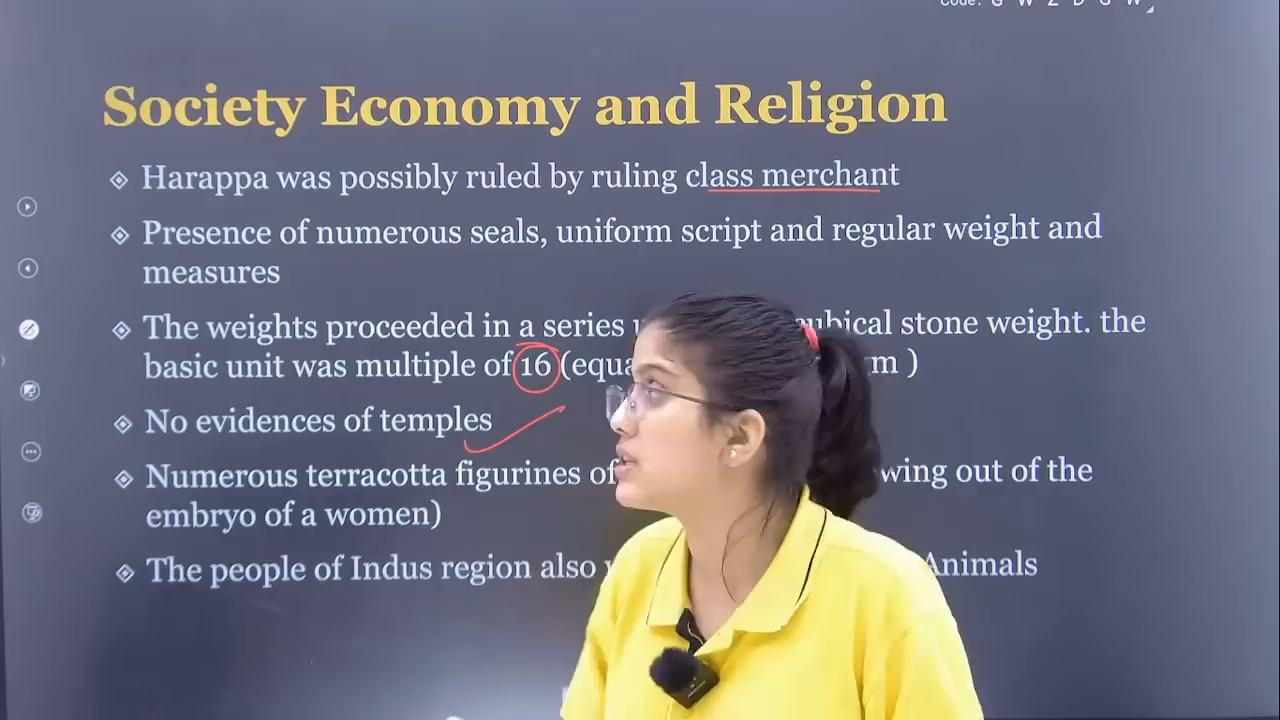 Society Economy and Religion
Harappa was possibly ruled by ruling class merchant
Presence of numerous seals, uniform script and regular weight and
measures
The weights proceeded in a series cubical stone weight. the
basic unit was multiple of 16 (equa m )
No evidences of temples
Numerous terracotta figurines of wing out of the
embryo of a women)
The people of Indus region also Animals